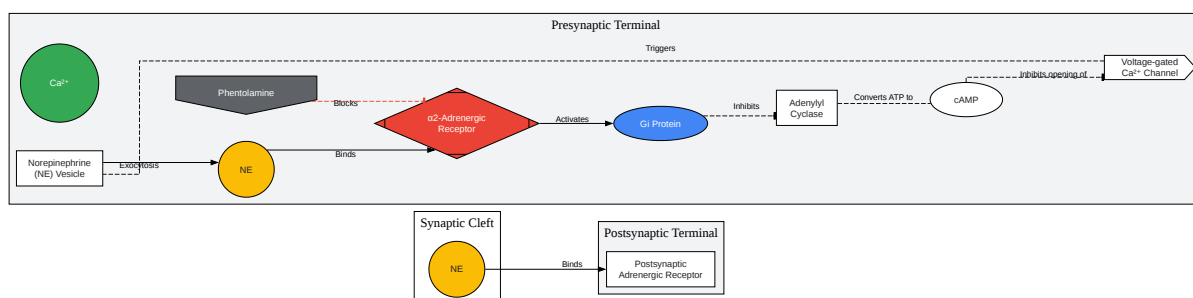 Presynaptic Terminal
Triggers
Ca²⁺
Voltage-gated
Ca²⁺ Channel
Inhibits opening of
Phentolamine
Blocks
α2-Adrenergic
Receptor
Activates
Gi Protein
Inhibits
Adenylyl
Cyclase
Converts ATP to
cAMP
Norepinephrine
(NE) Vesicle
Exocytosis
NE
Binds
Synaptic Cleft
NE
Binds
Postsynaptic Terminal
Postsynaptic
Adrenergic Receptor